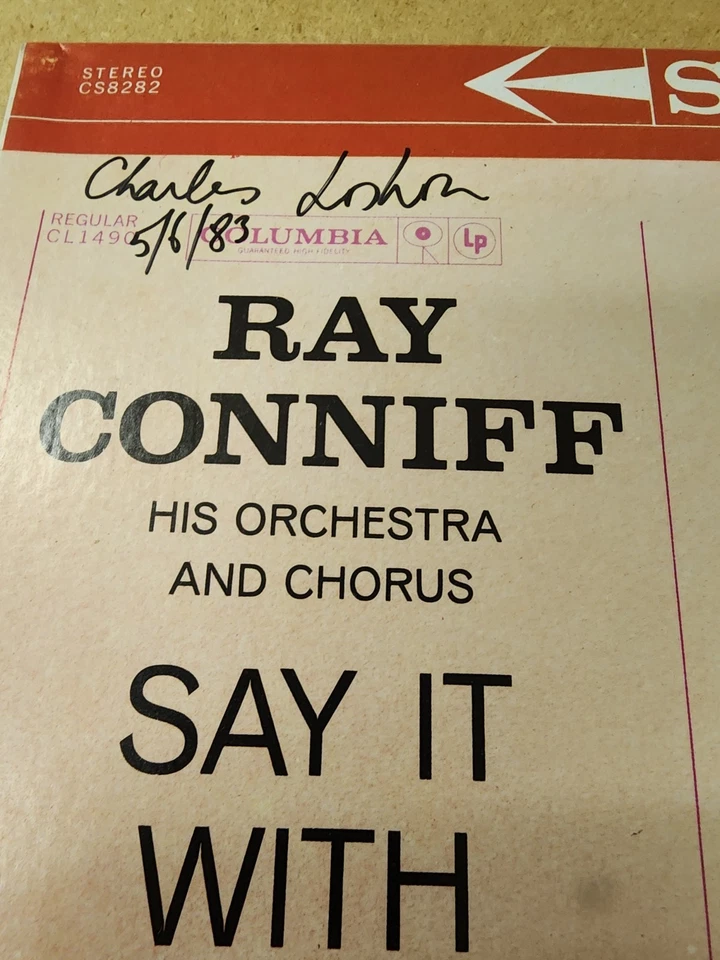 STEREO
CS8282
S
Charles
5/6/83
REGULAR
CL1490
COLUMBIA
GUARANTEED HIGH FIDELITY
Lp
RAY
CONNIFF
HIS ORCHESTRA
AND CHORUS
SAY IT
WITH